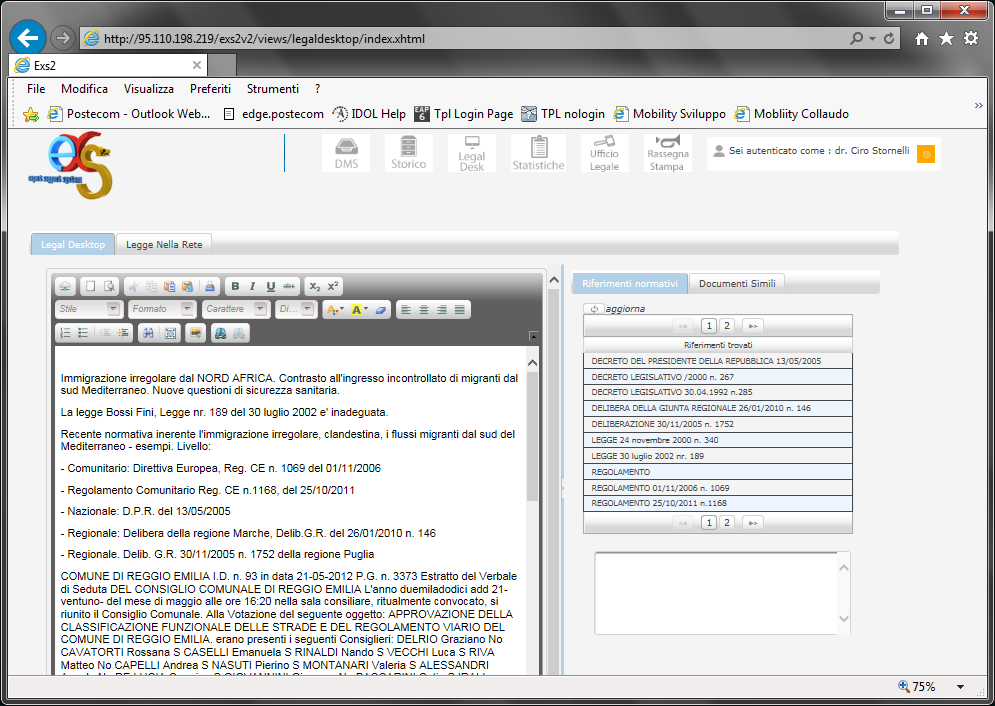 http://95.110.198.219/exs2v2/views/legaldesktop/index.xhtml
Exs2
File Modifica Visualizza Preferiti Strumenti ?
Postecom - Outlook Web... edge.postecom IDOL Help EAP 6 Tpl Login Page TPL nologin Mobility Sviluppo Mobliity Collaudo
exS
DMS
Storico
Legal
Desk
Statistiche
Ufficio
Legale
Rassegna
Stampa
Sei autenticato come : dr. Ciro Stornelli
Legal Desktop Legge Nella Rete
B I U abc X2 X2
Stile Formato Carattere Di...
Immigrazione irregolare dal NORD AFRICA. Contrasto all'ingresso incontrollato di migranti dal
sud Mediterraneo. Nuove questioni di sicurezza sanitaria.
La legge Bossi Fini, Legge nr. 189 del 30 luglio 2002 e' inadeguata.
Recente normativa inerente l'immigrazione irregolare, clandestina, i flussi migranti dal sud del
Mediterraneo - esempi. Livello:
- Comunitario: Direttiva Europea, Reg. CE n. 1069 del 01/11/2006
- Regolamento Comunitario Reg. CE n.1168, del 25/10/2011
- Nazionale: D.P.R. del 13/05/2005
- Regionale: Delibera della regione Marche, Delib.G.R. del 26/01/2010 n. 146
- Regionale. Delib. G.R. 30/11/2005 n. 1752 della regione Puglia
COMUNE DI REGGIO EMILIA I.D. n. 93 in data 21-05-2012 P.G. n. 3373 Estratto del Verbale
di Seduta DEL CONSIGLIO COMUNALE DI REGGIO EMILIA L'anno duemiladodici add 21-
ventuno- del mese di maggio alle ore 16:20 nella sala consiliare, ritualmente convocato, si
riunito il Consiglio Comunale. Alla Votazione del seguente oggetto: APPROVAZIONE DELLA
CLASSIFICAZIONE FUNZIONALE DELLE STRADE E DEL REGOLAMENTO VIARIO DEL
COMUNE DI REGGIO EMILIA. erano presenti i seguenti Consiglieri: DELRIO Graziano No
CAVATORTI Rossana S CASELLI Emanuela S RINALDI Nando S VECCHI Luca S RIVA
Matteo No CAPELLI Andrea S NASUTI Pierino S MONTANARI Valeria S ALESSANDRI
Riferimenti normativi Documenti Simili
aggiorna
1 2
Riferimenti trovati
DECRETO DEL PRESIDENTE DELLA REPUBBLICA 13/05/2005
DECRETO LEGISLATIVO /2000 n. 267
DECRETO LEGISLATIVO 30.04.1992 n.285
DELIBERA DELLA GIUNTA REGIONALE 26/01/2010 n. 146
DELIBERAZIONE 30/11/2005 n. 1752
LEGGE 24 novembre 2000 n. 340
LEGGE 30 luglio 2002 nr. 189
REGOLAMENTO
REGOLAMENTO 01/11/2006 n. 1069
REGOLAMENTO 25/10/2011 n.1168
1 2
75%